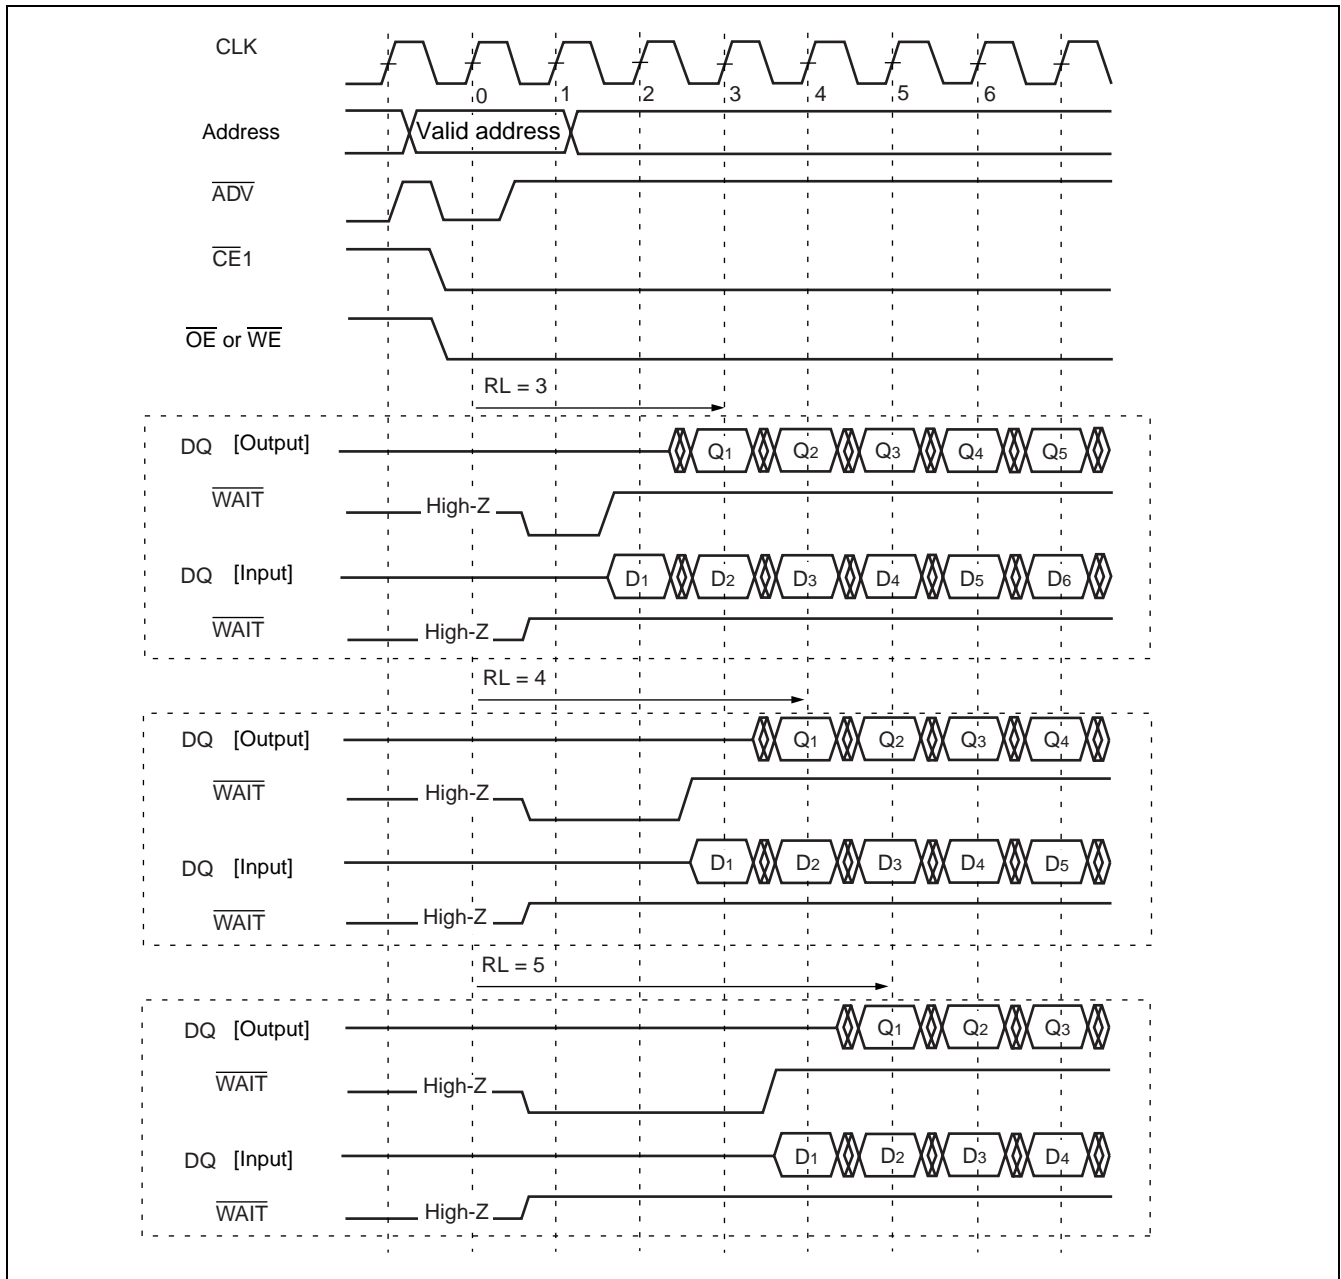 CLK
0 1 2 3 4 5 6
Address Valid address
ADV
CE1
OE or WE
RL = 3
DQ [Output] Q1 Q2 Q3 Q4 Q5
WAIT High-Z
DQ [Input] D1 D2 D3 D4 D5 D6
WAIT High-Z
RL = 4
DQ [Output] Q1 Q2 Q3 Q4
WAIT High-Z
DQ [Input] D1 D2 D3 D4 D5
WAIT High-Z
RL = 5
DQ [Output] Q1 Q2 Q3
WAIT High-Z
DQ [Input] D1 D2 D3 D4
WAIT High-Z